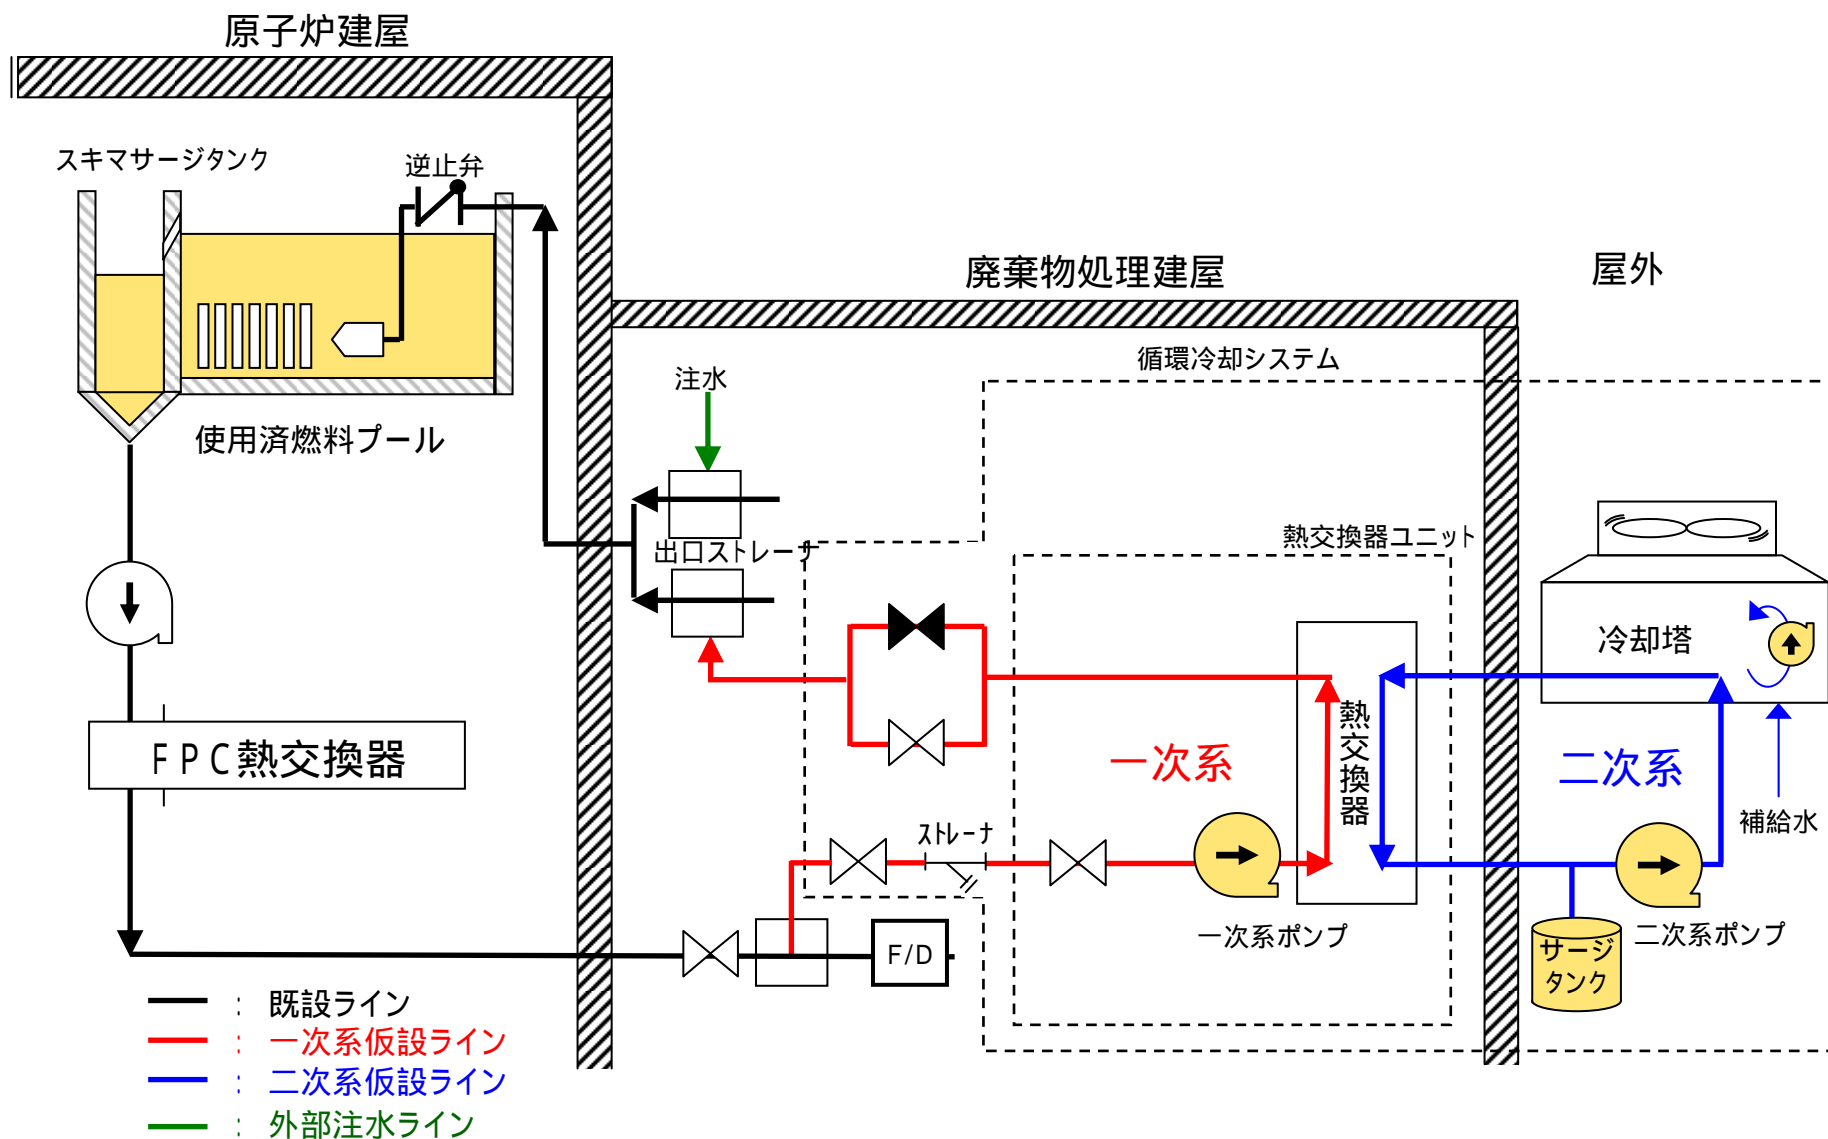 原子炉建屋
スキマサージタンク
逆止弁
廃棄物処理建屋
屋外
循環冷却システム
注水
使用済燃料プール
熱交換器ユニット
出口ストレーナ
冷却塔
熱交換器
一次系
二次系
FPC熱交換器
補給水
ストレーナ
一次系ポンプ
二次系ポンプ
サージ
タンク
F/D
: 既設ライン
: 一次系仮設ライン
: 二次系仮設ライン
: 外部注水ライン